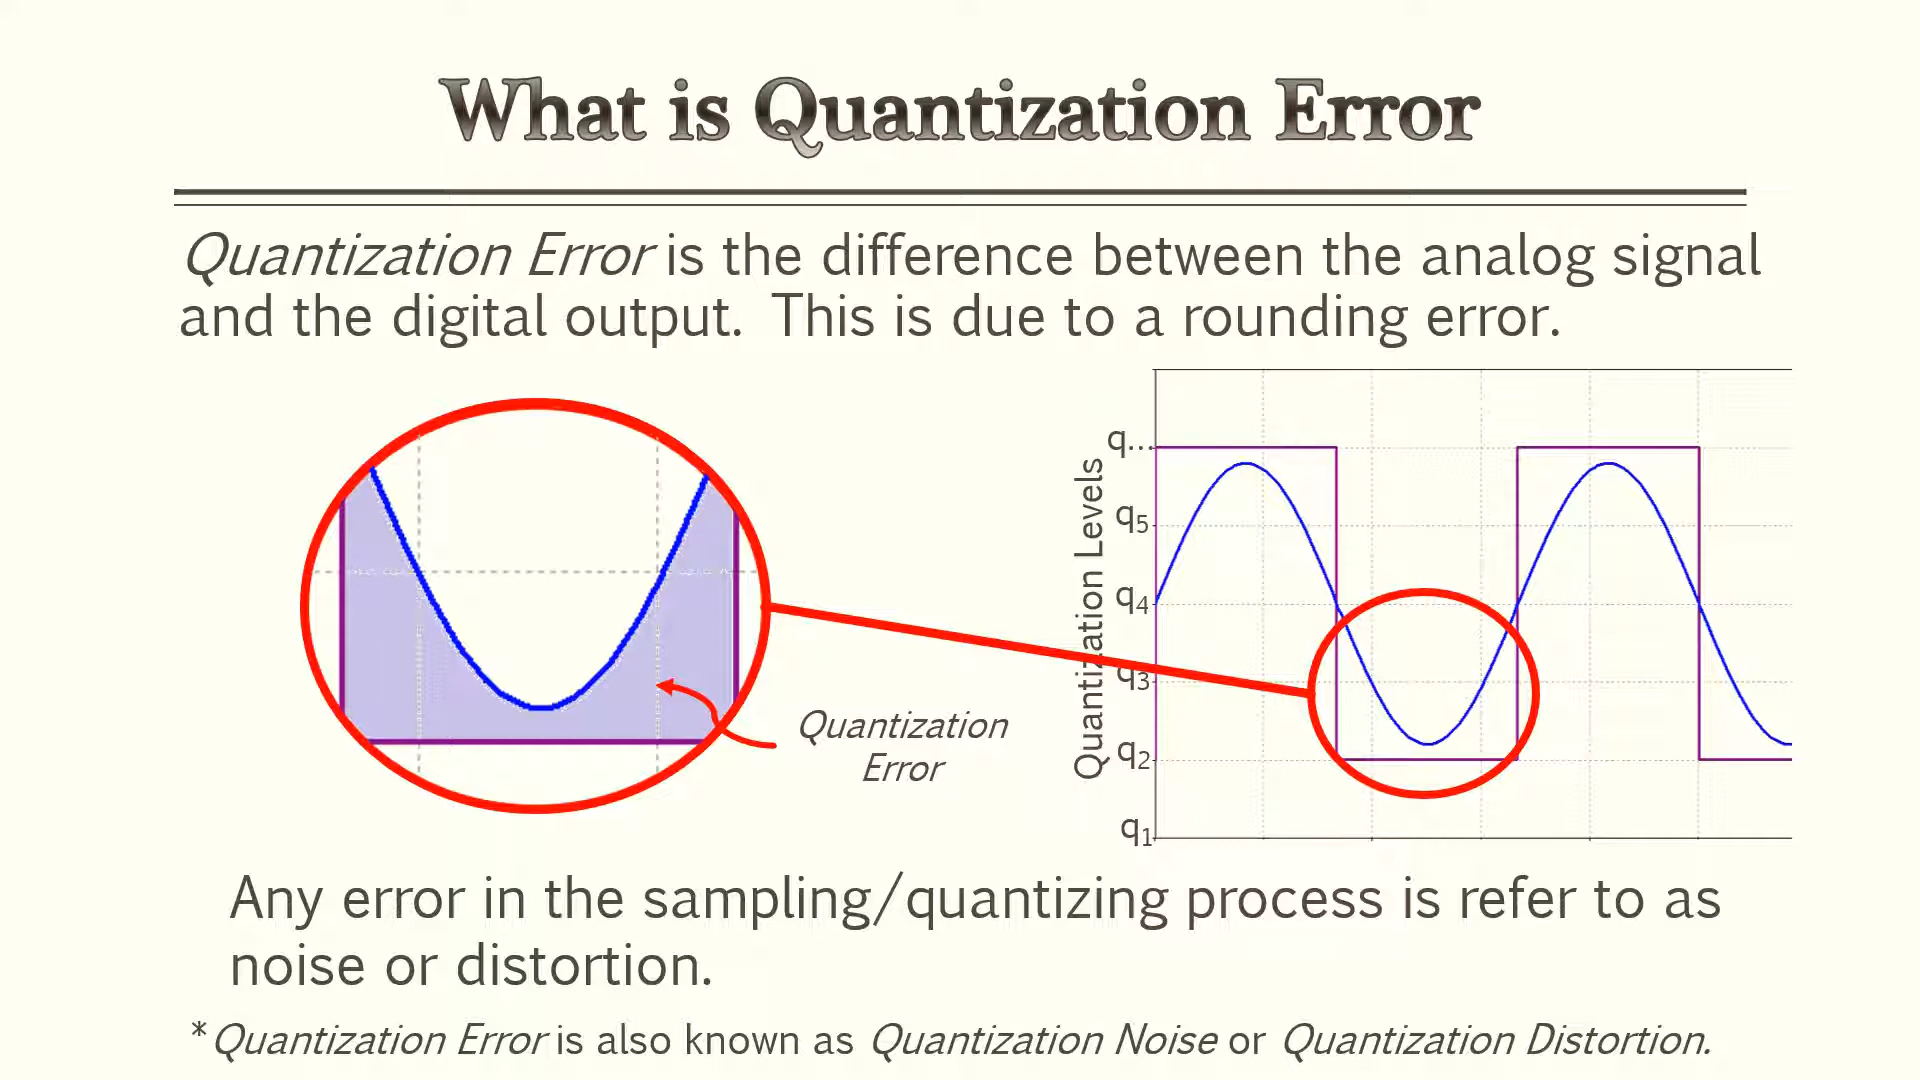 What is Quantization Error
Quantization Error is the difference between the analog signal
and the digital output.  This is due to a rounding error.
Quantization Levels
q...
q5
q4
q3
q2
q1
Quantization
Error
Any error in the sampling/quantizing process is refer to as
noise or distortion.
*Quantization Error is also known as Quantization Noise or Quantization Distortion.